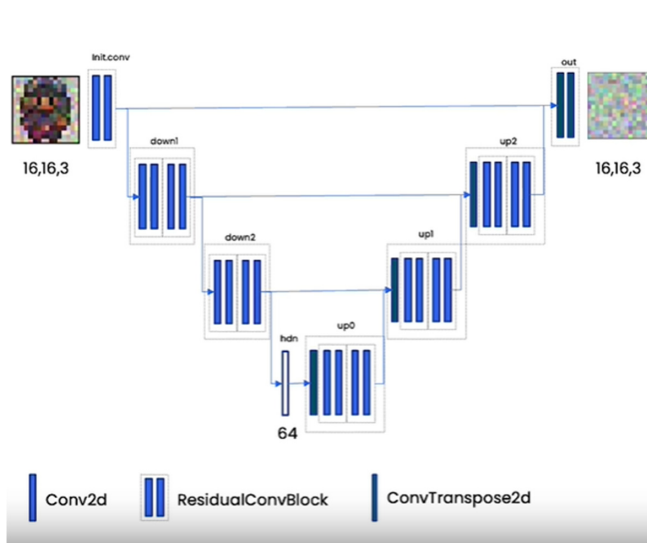 Init.conv
out
16,16,3
16,16,3
down1
up2
down2
up1
hdn
up0
64
Conv2d
ResidualConvBlock
ConvTranspose2d